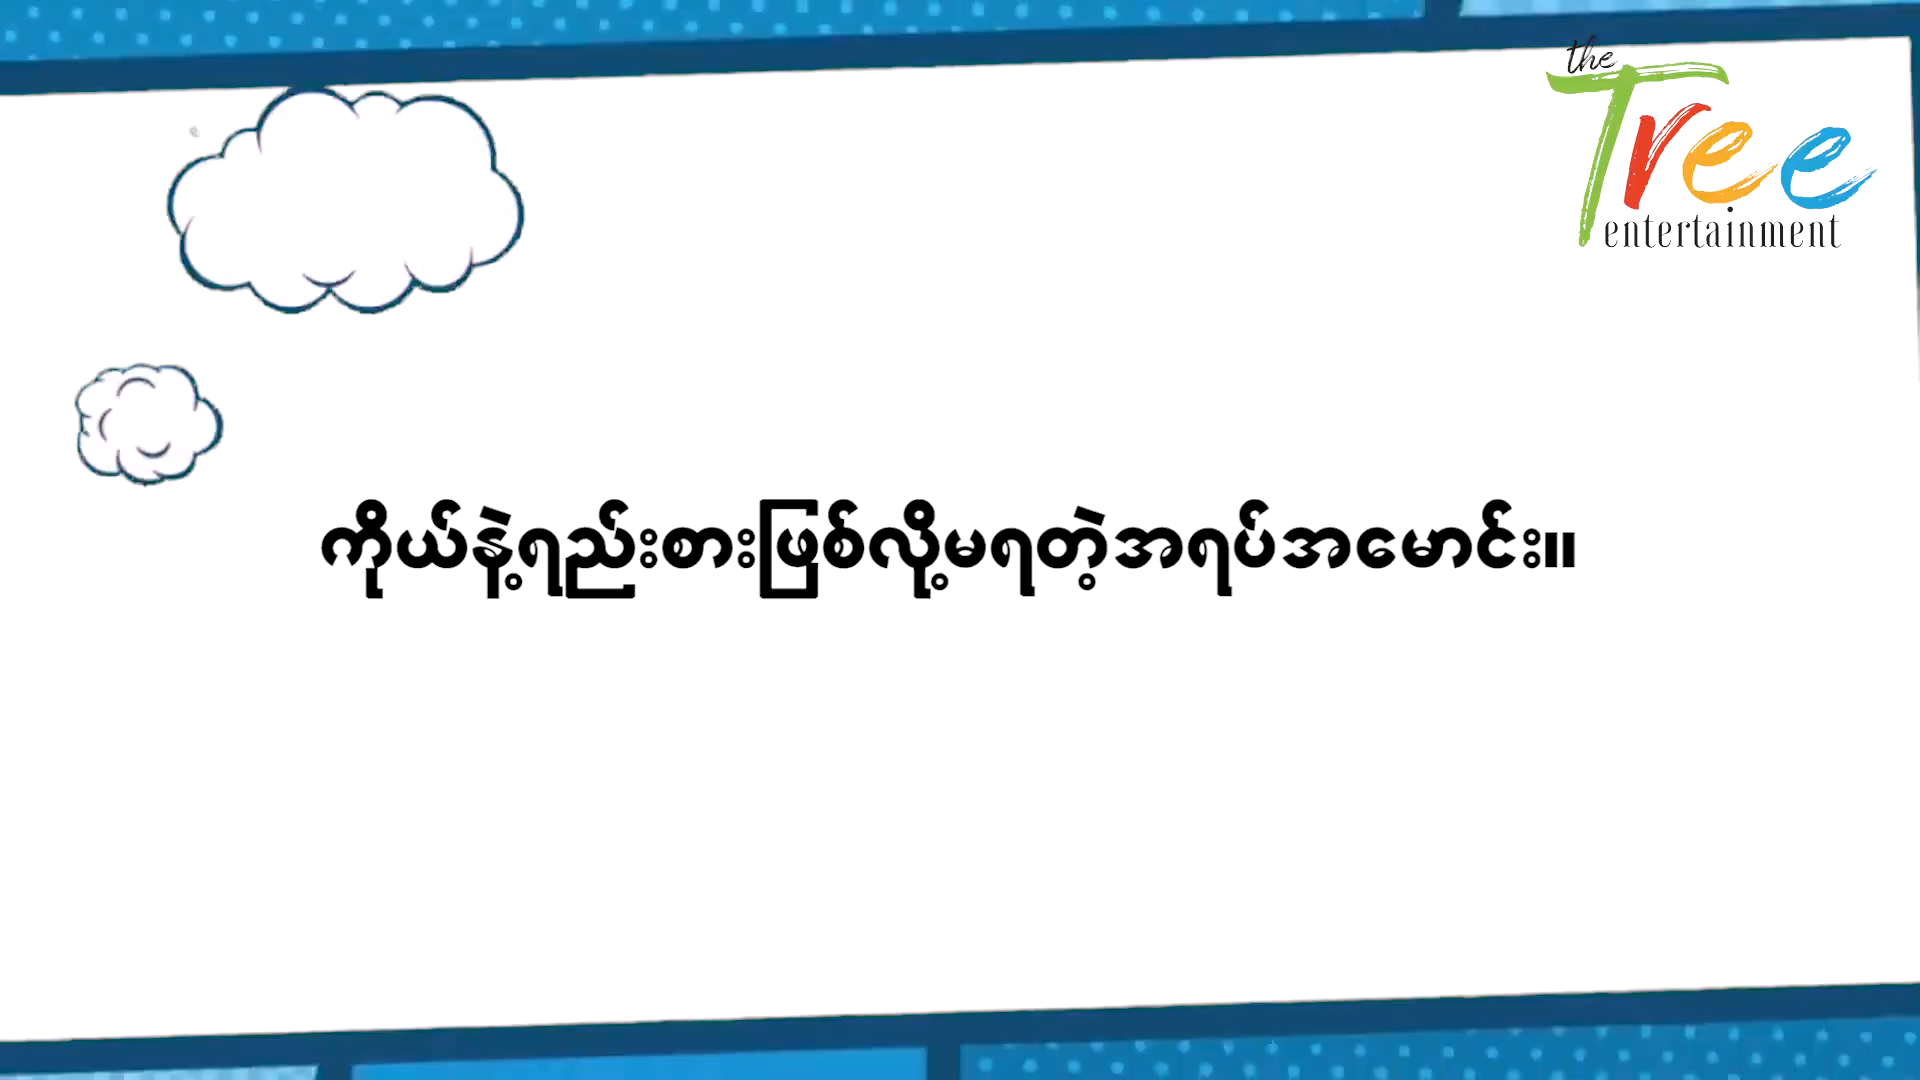 the
Tree
entertainment
ကိုယ်နဲ့ရည်းစားဖြစ်လို့မရတဲ့အရပ်အမောင်း။